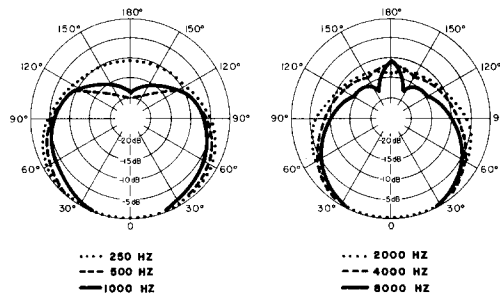 180° 180°
150° 150° 150° 150°
120° 120° 120° 120°
90° 90° 90° 9
-20dB -20dB
-15dB -15dB
60° -10dB 60° 60° -10dB 60°
-5dB -5dB
30° 30° 30° 30°
0 0
250 HZ 2000 HZ
500 HZ 4000 HZ
1000 HZ 8000 HZ